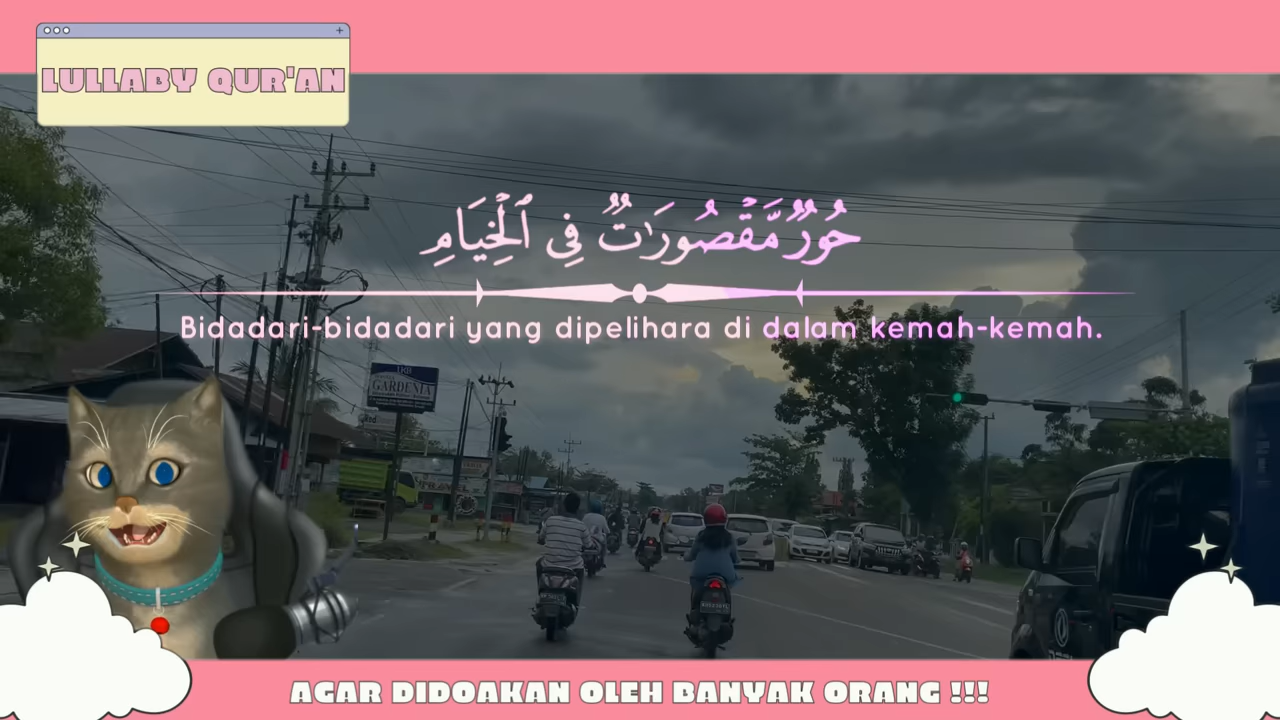 LULLABY QUR'AN
حُورٌ مَّقْصُورَٰتٌ فِى ٱلْخِيَامِ
Bidadari-bidadari yang dipelihara di dalam kemah-kemah.
GARDENIA
AGAR DIDOAKAN OLEH BANYAK ORANG !!!